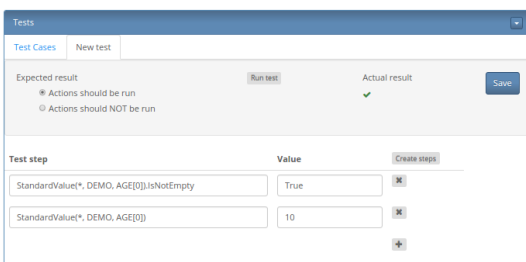 Tests
Test Cases New test
Expected result Run test Actual result
Actions should be run Save
Actions should NOT be run
Test step Value Create steps
StandardValue(*, DEMO, AGE[0]).IsNotEmpty True
StandardValue(*, DEMO, AGE[0]) 10